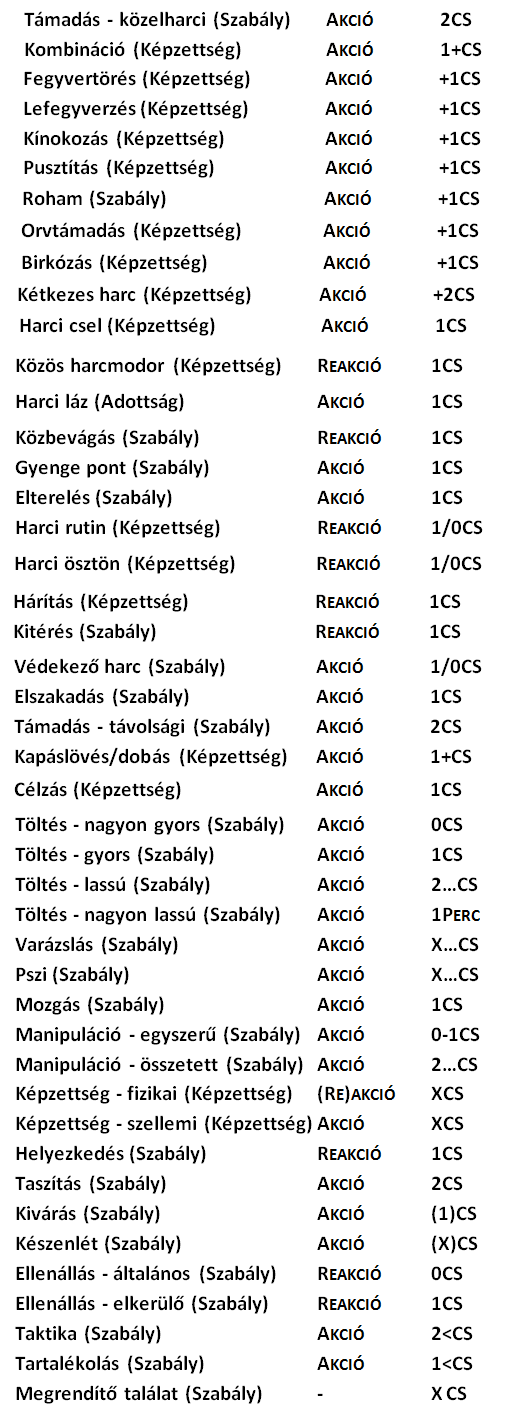 Támadás - közelharci (Szabály) AKCIÓ 2CS
Kombináció (Képzettség) AKCIÓ 1+CS
Fegyvertörés (Képzettség) AKCIÓ +1CS
Lefegyverzés (Képzettség) AKCIÓ +1CS
Kínokozás (Képzettség) AKCIÓ +1CS
Pusztítás (Képzettség) AKCIÓ +1CS
Roham (Szabály) AKCIÓ +1CS
Orvtámadás (Képzettség) AKCIÓ +1CS
Birkózás (Képzettség) AKCIÓ +1CS
Kétkezes harc (Képzettség) AKCIÓ +2CS
Harci csel (Képzettség) AKCIÓ 1CS
Közös harcmodor (Képzettség) REAKCIÓ 1CS
Harci láz (Adottság) AKCIÓ 1CS
Közbevágás (Szabály) REAKCIÓ 1CS
Gyenge pont (Szabály) AKCIÓ 1CS
Elterelés (Szabály) AKCIÓ 1CS
Harci rutin (Képzettség) REAKCIÓ 1/0CS
Harci ösztön (Képzettség) REAKCIÓ 1/0CS
Hárítás (Képzettség) REAKCIÓ 1CS
Kitérés (Szabály) REAKCIÓ 1CS
Védekező harc (Szabály) AKCIÓ 1/0CS
Elszakadás (Szabály) AKCIÓ 1CS
Támadás - távolsági (Szabály) AKCIÓ 2CS
Kapáslövés/dobás (Képzettség) AKCIÓ 1+CS
Célzás (Képzettség) AKCIÓ 1CS
Töltés - nagyon gyors (Szabály) AKCIÓ 0CS
Töltés - gyors (Szabály) AKCIÓ 1CS
Töltés - lassú (Szabály) AKCIÓ 2...CS
Töltés - nagyon lassú (Szabály) AKCIÓ 1PERC
Varázslás (Szabály) AKCIÓ X...CS
Pszi (Szabály) AKCIÓ X...CS
Mozgás (Szabály) AKCIÓ 1CS
Manipuláció - egyszerű (Szabály) AKCIÓ 0-1CS
Manipuláció - összetett (Szabály) AKCIÓ 2...CS
Képzettség - fizikai (Képzettség) (RE)AKCIÓ XCS
Képzettség - szellemi (Képzettség) AKCIÓ XCS
Helyezkedés (Szabály) REAKCIÓ 1CS
Taszítás (Szabály) AKCIÓ 2CS
Kivárás (Szabály) AKCIÓ (1)CS
Készenlét (Szabály) AKCIÓ (X)CS
Ellenállás - általános (Szabály) REAKCIÓ 0CS
Ellenállás - elkerülő (Szabály) REAKCIÓ 1CS
Taktika (Szabály) AKCIÓ 2<CS
Tartalékolás (Szabály) AKCIÓ 1<CS
Megrendítő találat (Szabály) - X CS